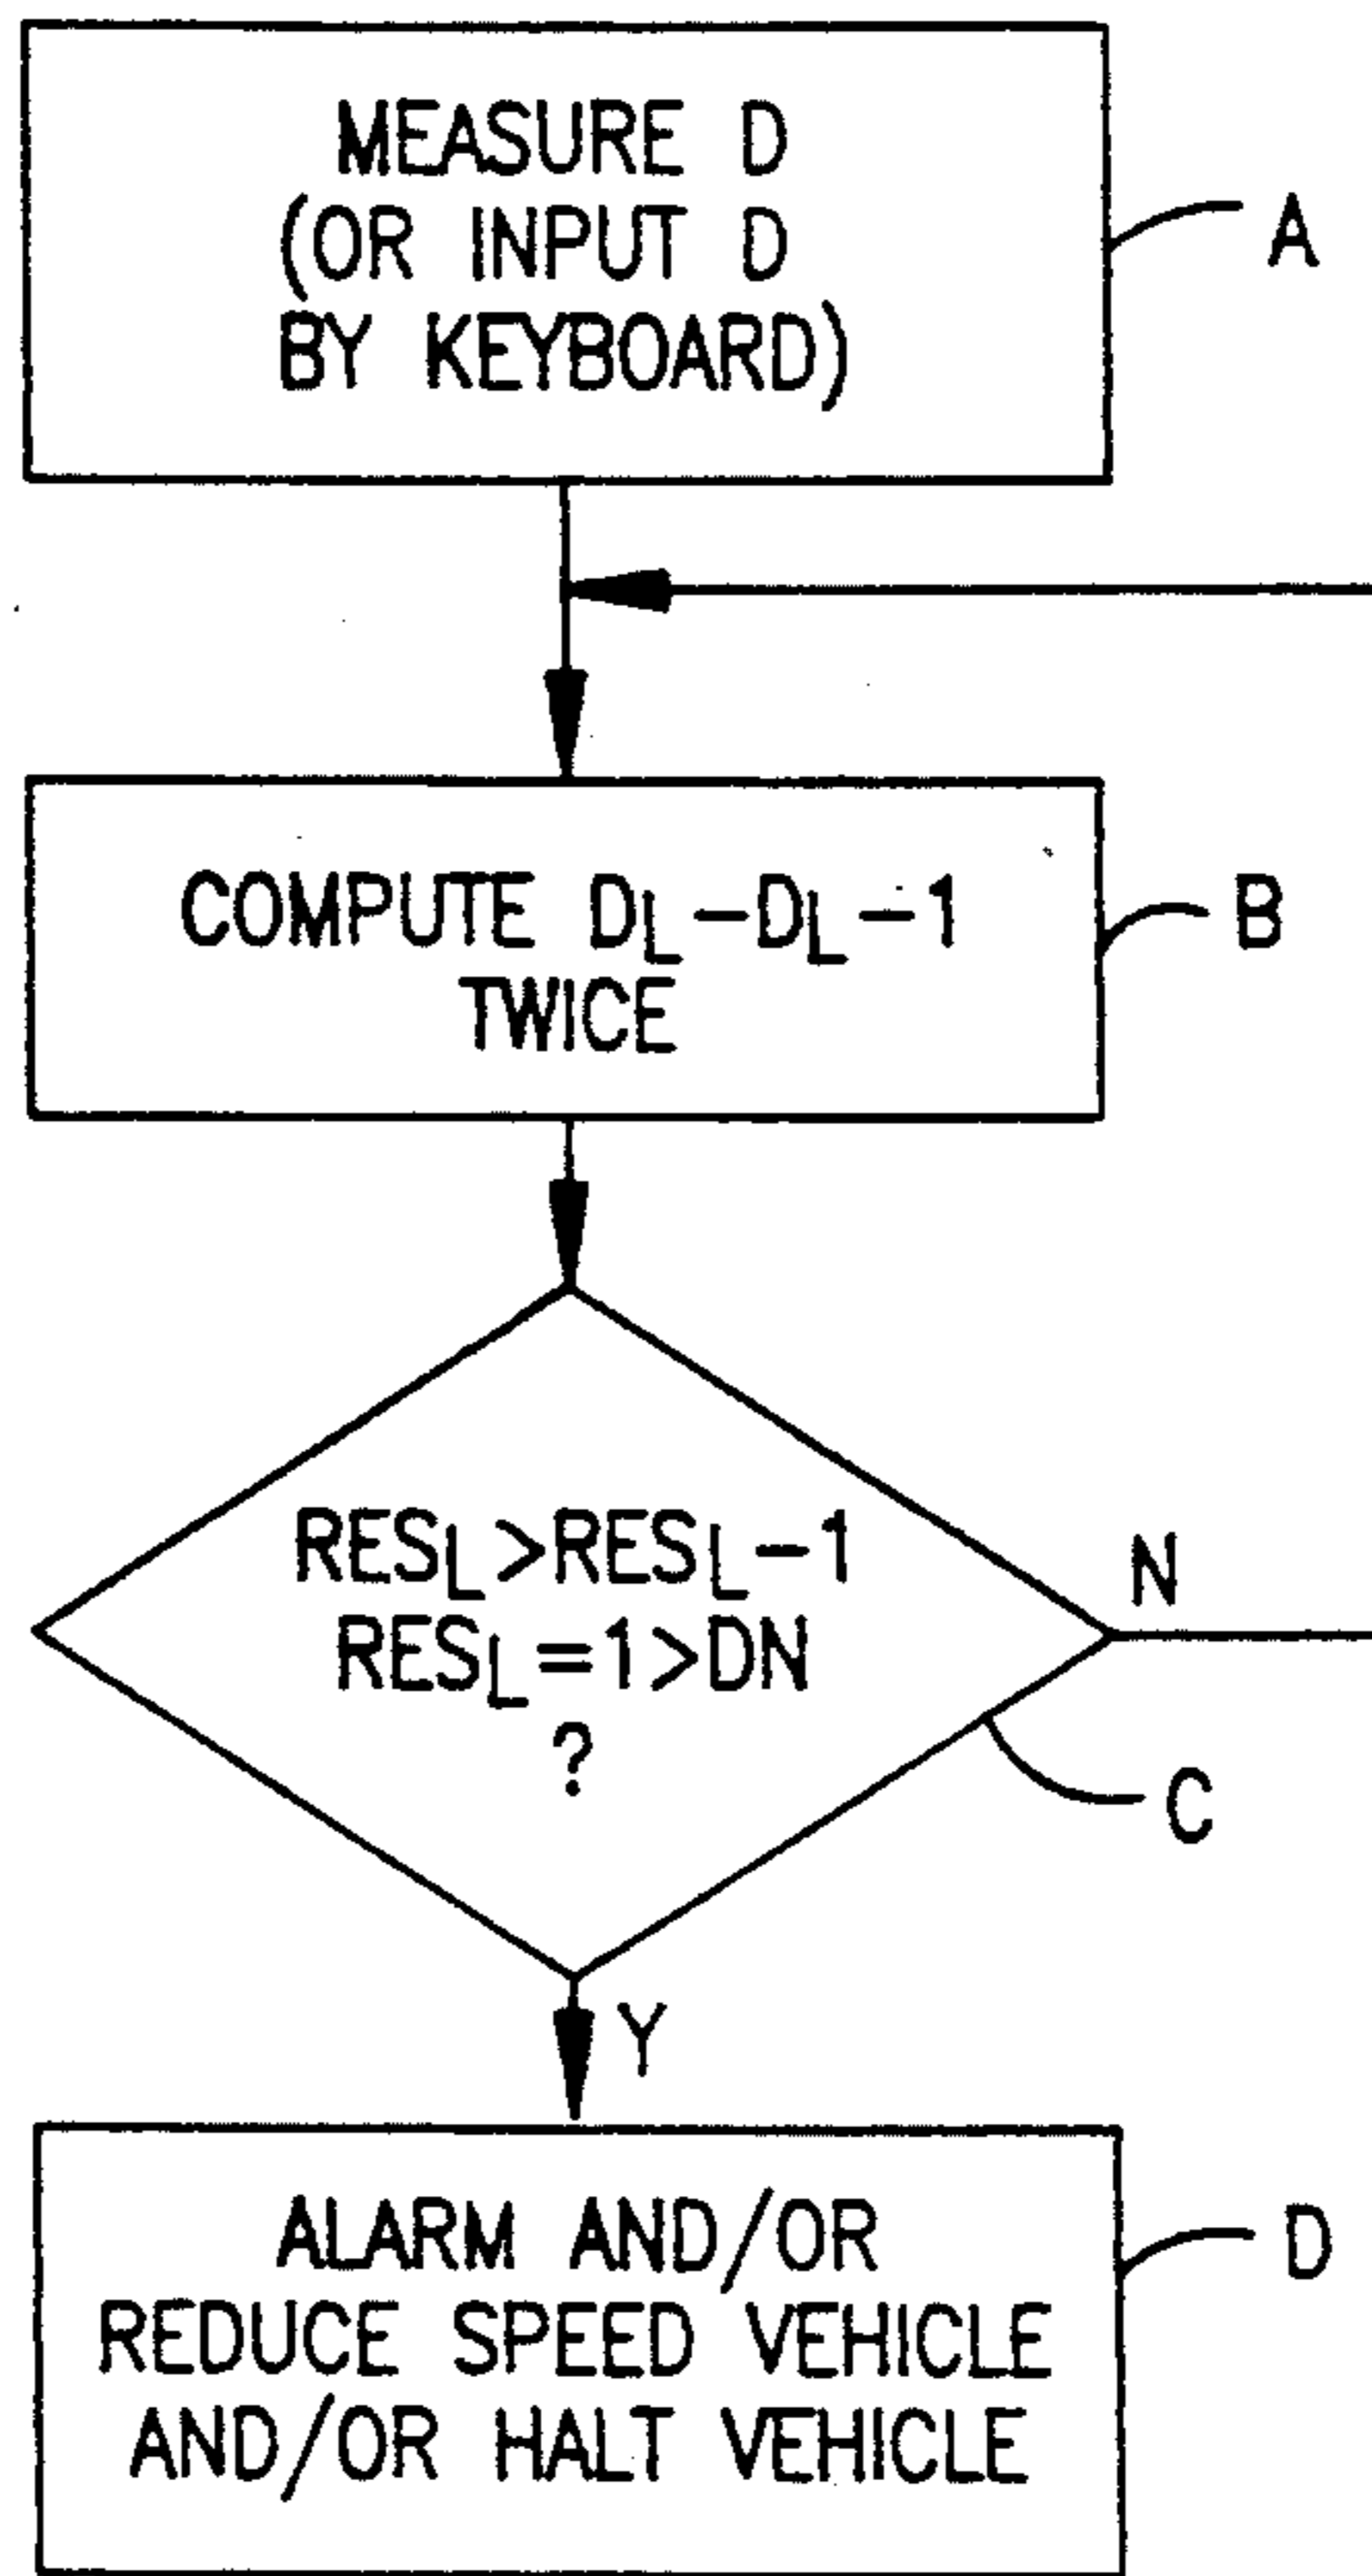 MEASURE D
(OR INPUT D
BY KEYBOARD)
A
COMPUTE DL-DL-1
TWICE
B
RESL>RESL-1
RESL=1>DN
?
N
C
Y
ALARM AND/OR
REDUCE SPEED VEHICLE
AND/OR HALT VEHICLE
D